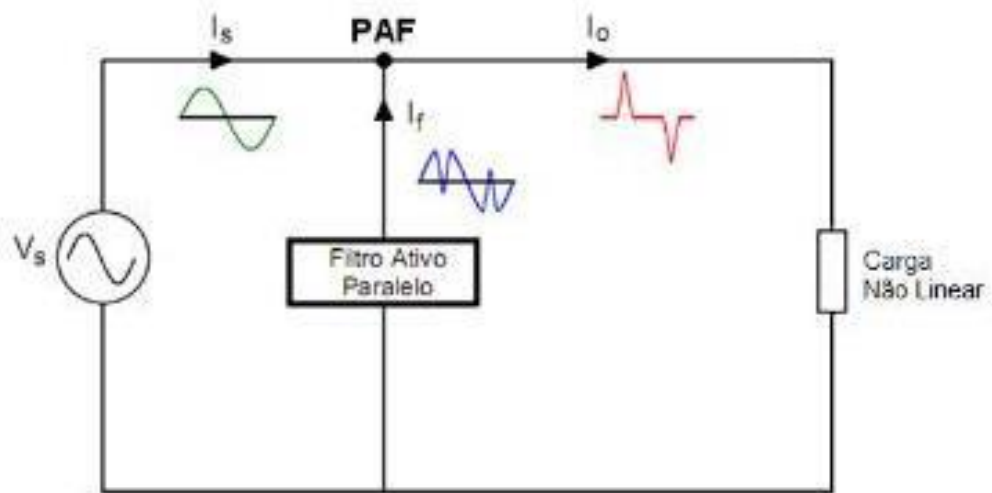 Is
PAF
Io
If
Vs
Filtro Ativo
Paralelo
Carga
Não Linear